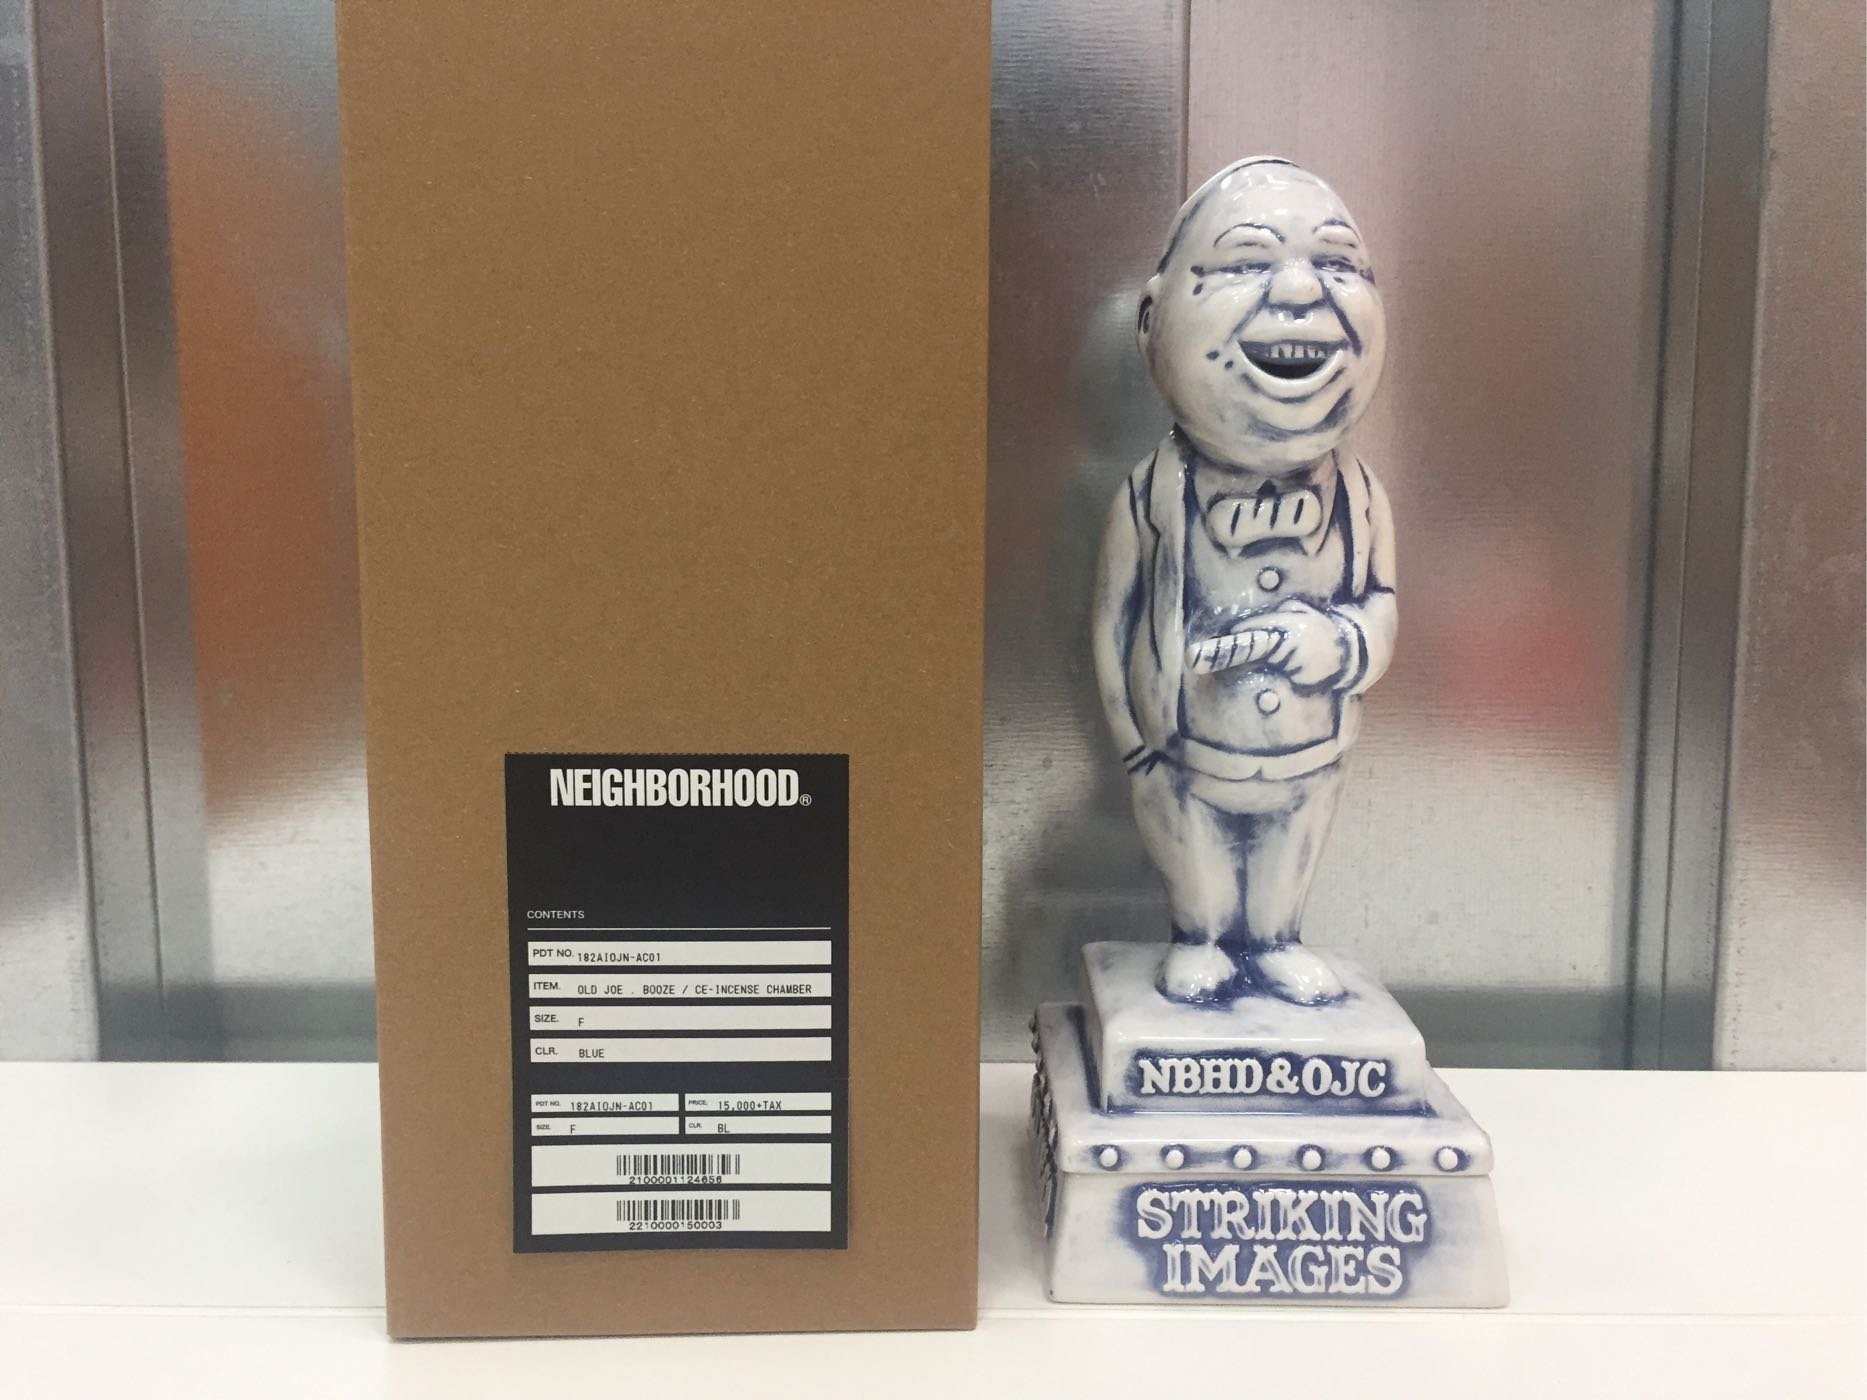 NEIGHBORHOOD®
CONTENTS
PDT NO. 182AIOJN-AC01
ITEM. OLD JOE . BOOZE / CE-INCENSE CHAMBER
SIZE. F
CLR. BLUE
PDT NO. 182AIOJN-AC01 PRICE. 15,000+TAX
SIZE. F CLR. BL
2100001124656
2210000150003
NBHD&OJC
STRIKING
IMAGES